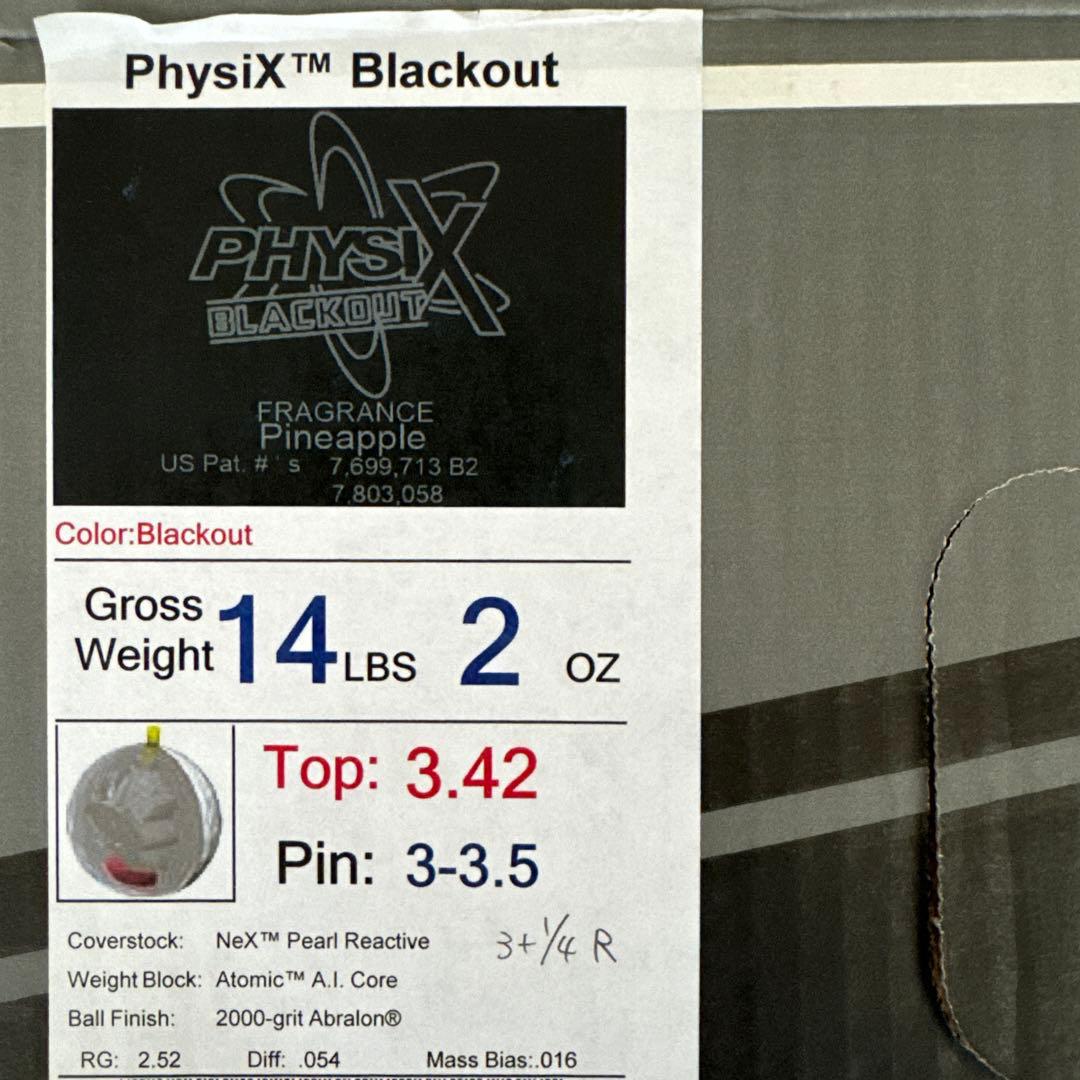 PhysiX™ Blackout
PHYSIX
BLACKOUT
FRAGRANCE
Pineapple
US Pat. # ' s 7,699,713 B2
7,803,058
Color:Blackout
Gross Weight 14 LBS 2 OZ
Top: 3.42
Pin: 3-3.5
Coverstock: NeX™ Pearl Reactive
3+1/4 R
Weight Block: Atomic™ A.I. Core
Ball Finish: 2000-grit Abralon®
RG: 2.52 Diff: .054 Mass Bias:.016